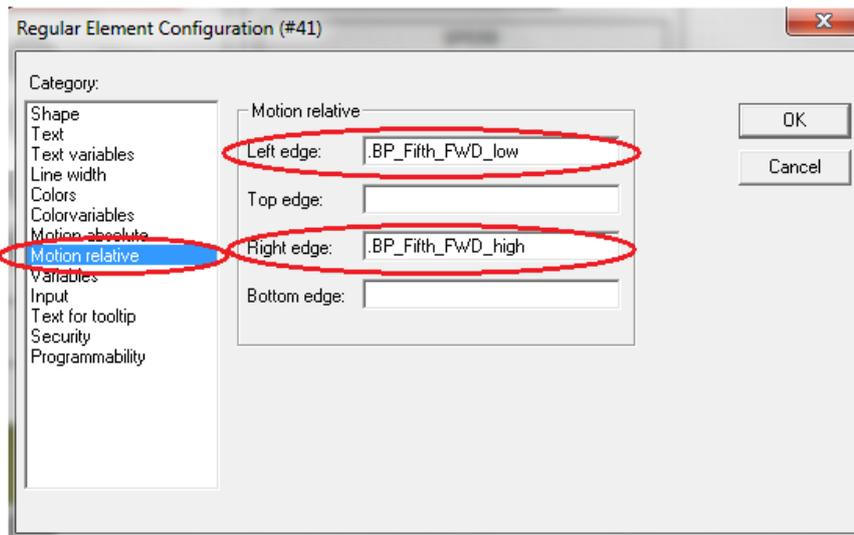 Regular Element Configuration (#41)
Category:
Shape
Text
Text variables
Line width
Colors
Colorvariables
Motion absolute
Motion relative
Variables
Input
Text for tooltip
Security
Programmability
Motion relative
Left edge: .BP_Fifth_FWD_low
Top edge:
Right edge: .BP_Fifth_FWD_high
Bottom edge:
OK
Cancel